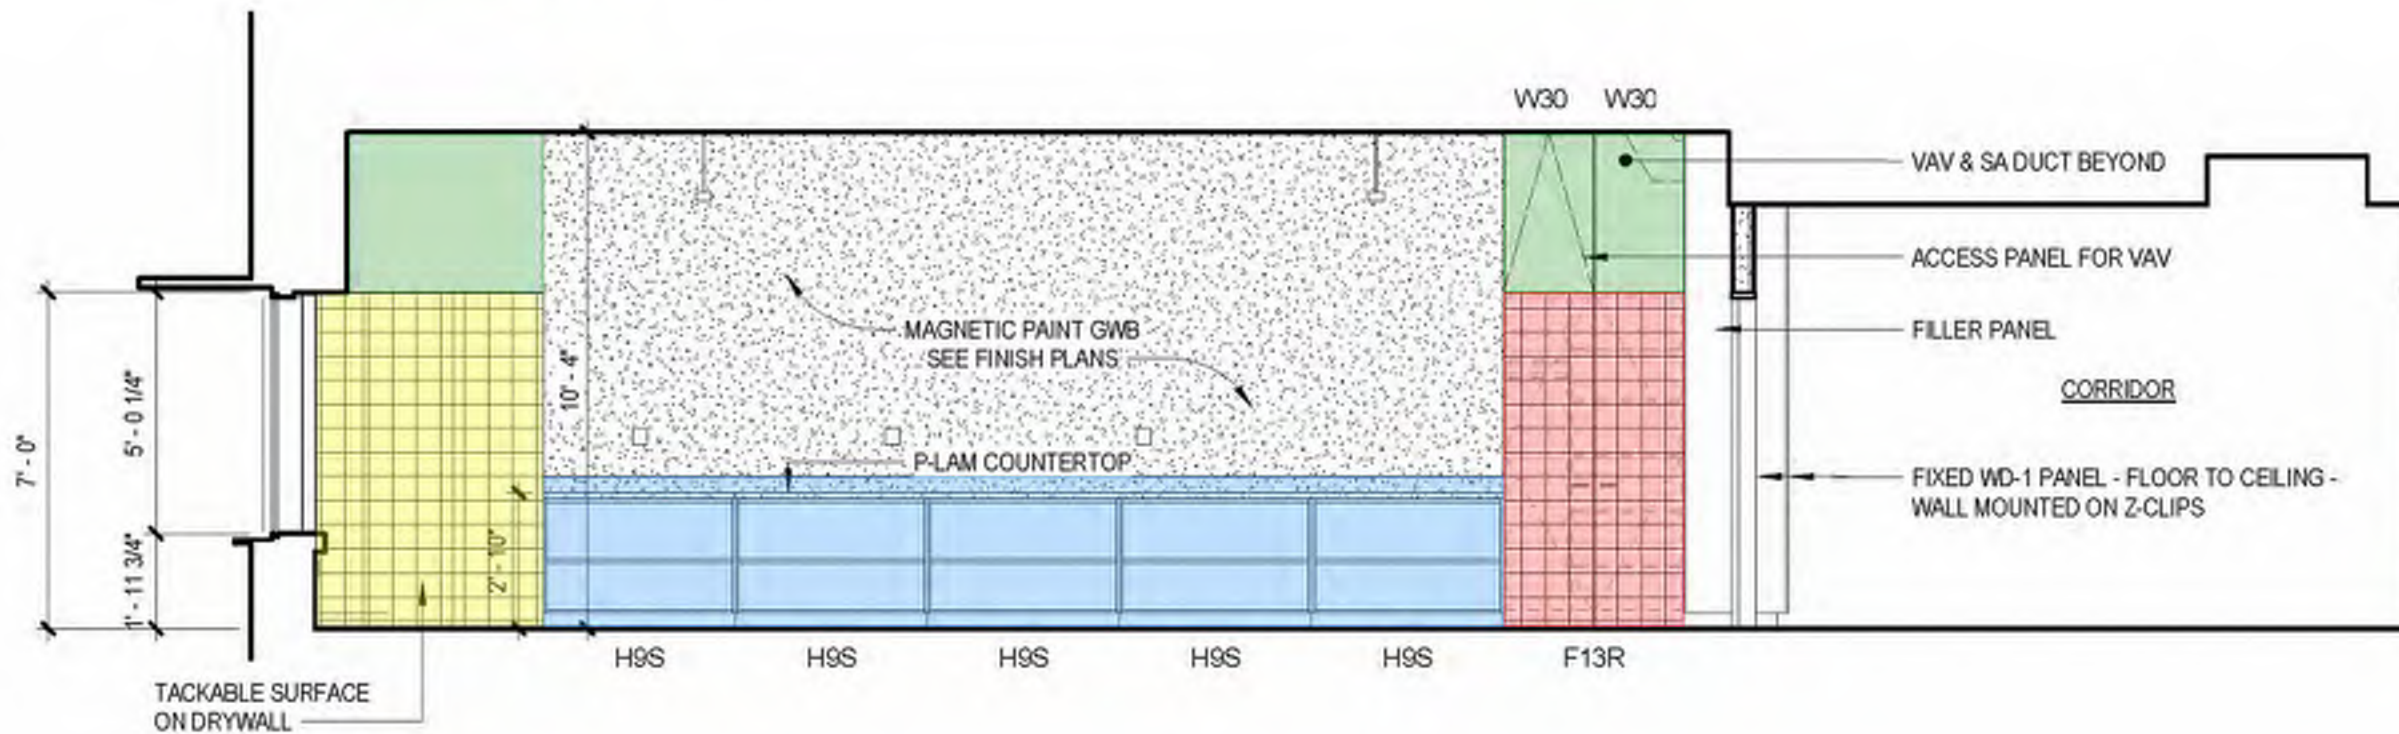 W30 W30
VAV & SA DUCT BEYOND
ACCESS PANEL FOR VAV
MAGNETIC PAINT GWB
SEE FINISH PLANS
FILLER PANEL
10' - 4"
5' - 0 1/4"
CORRIDOR
7' - 0"
P-LAM COUNTERTOP
FIXED WD-1 PANEL - FLOOR TO CEILING -
WALL MOUNTED ON Z-CLIPS
2' - 10"
1' - 11 3/4"
H9S H9S H9S H9S H9S F13R
TACKABLE SURFACE
ON DRYWALL